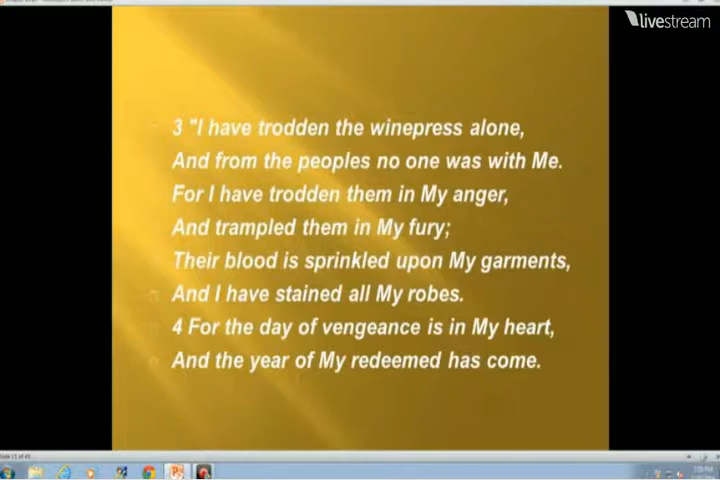 livestream
3 "I have trodden the winepress alone,
And from the peoples no one was with Me.
For I have trodden them in My anger,
And trampled them in My fury;
Their blood is sprinkled upon My garments,
And I have stained all My robes.
4 For the day of vengeance is in My heart,
And the year of My redeemed has come.